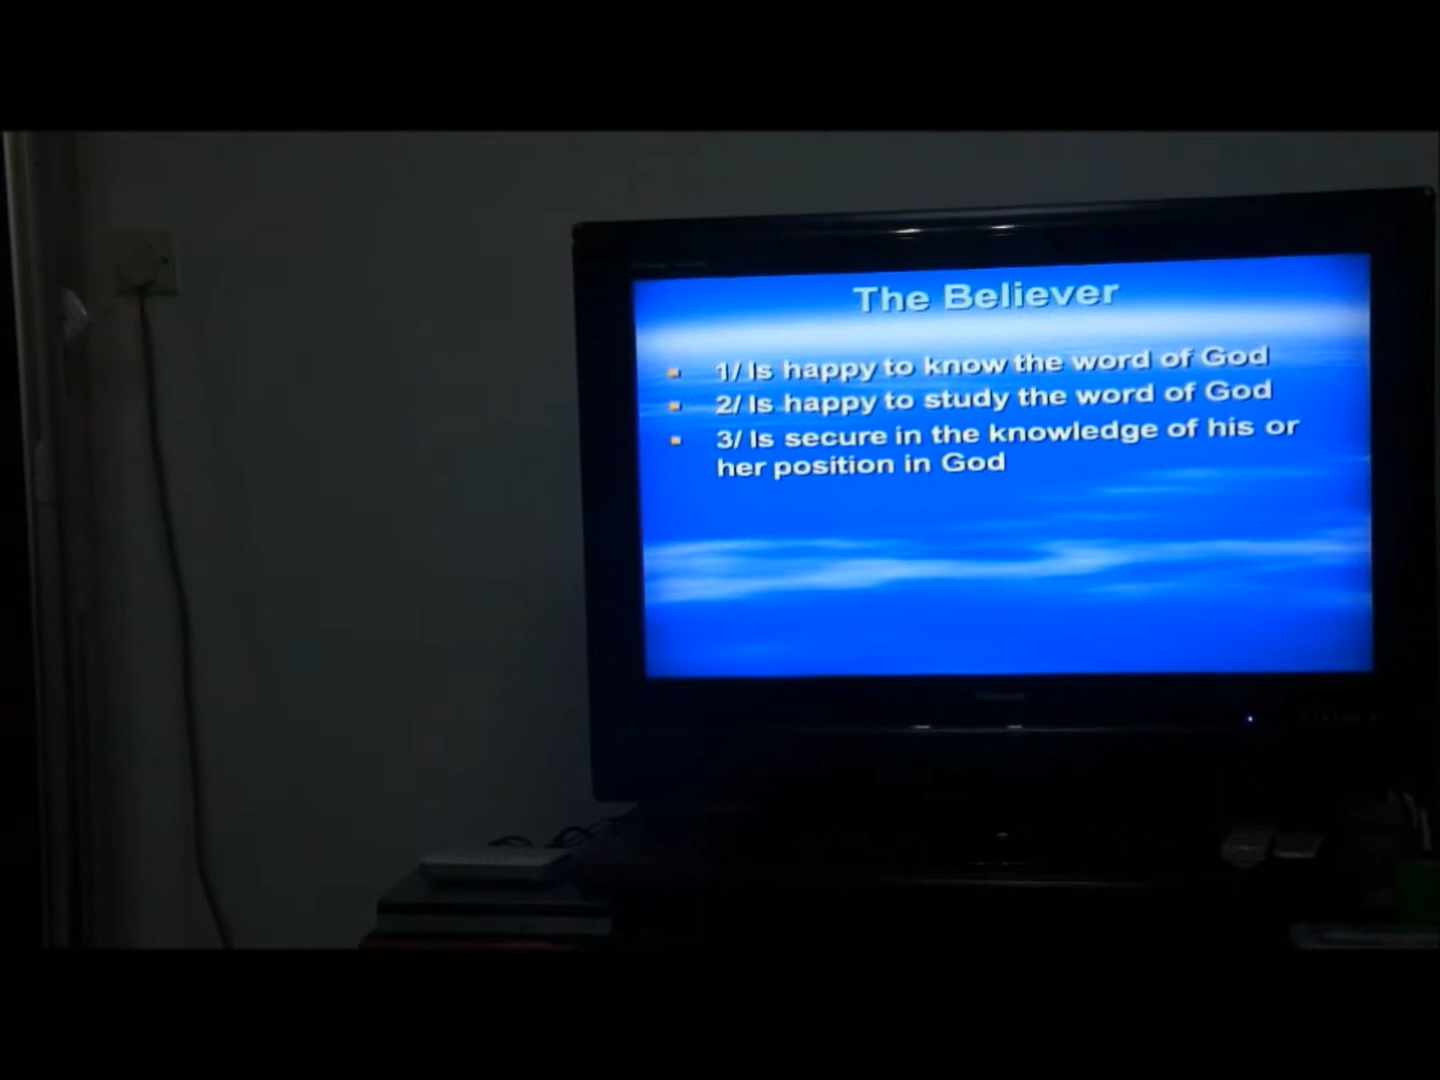 The Believer
1/ Is happy to know the word of God
2/ Is happy to study the word of God
3/ Is secure in the knowledge of his or
her position in God